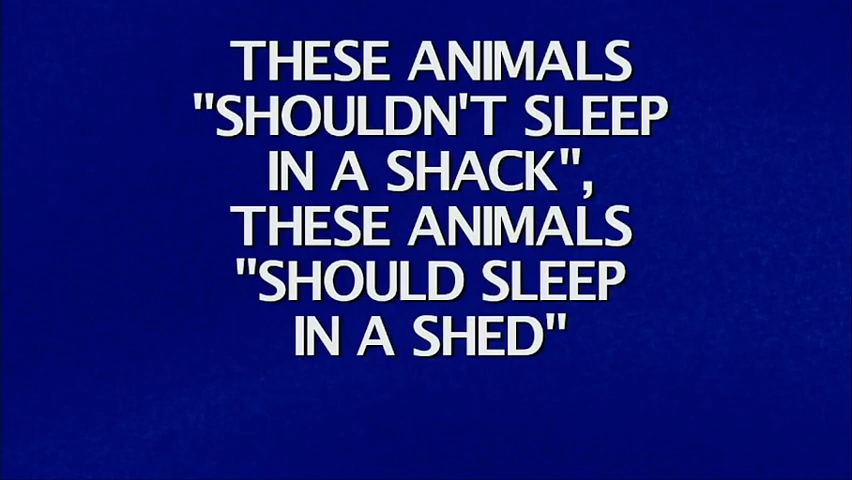 THESE ANIMALS
"SHOULDN'T SLEEP
IN A SHACK",
THESE ANIMALS
"SHOULD SLEEP
IN A SHED"